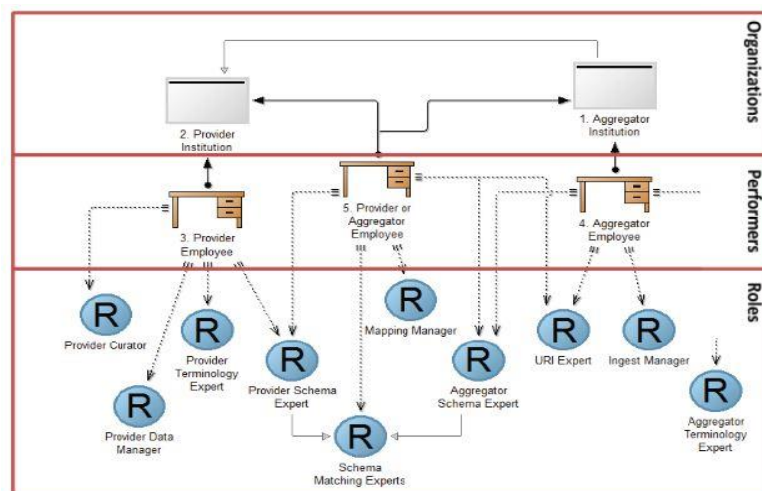 Organizations
2. Provider
Institution
1. Aggregator
Institution
Performers
3. Provider
Employee
5. Provider or
Aggregator Employee
4. Aggregator
Employee
Roles
R
Provider Curator
R
Provider
Terminology
Expert
R
Provider Data
Manager
R
Provider Schema
Expert
R
Mapping Manager
R
Schema
Matching Experts
R
Aggregator
Schema Expert
R
URI Expert
R
Ingest Manager
R
Aggregator
Terminology
Expert